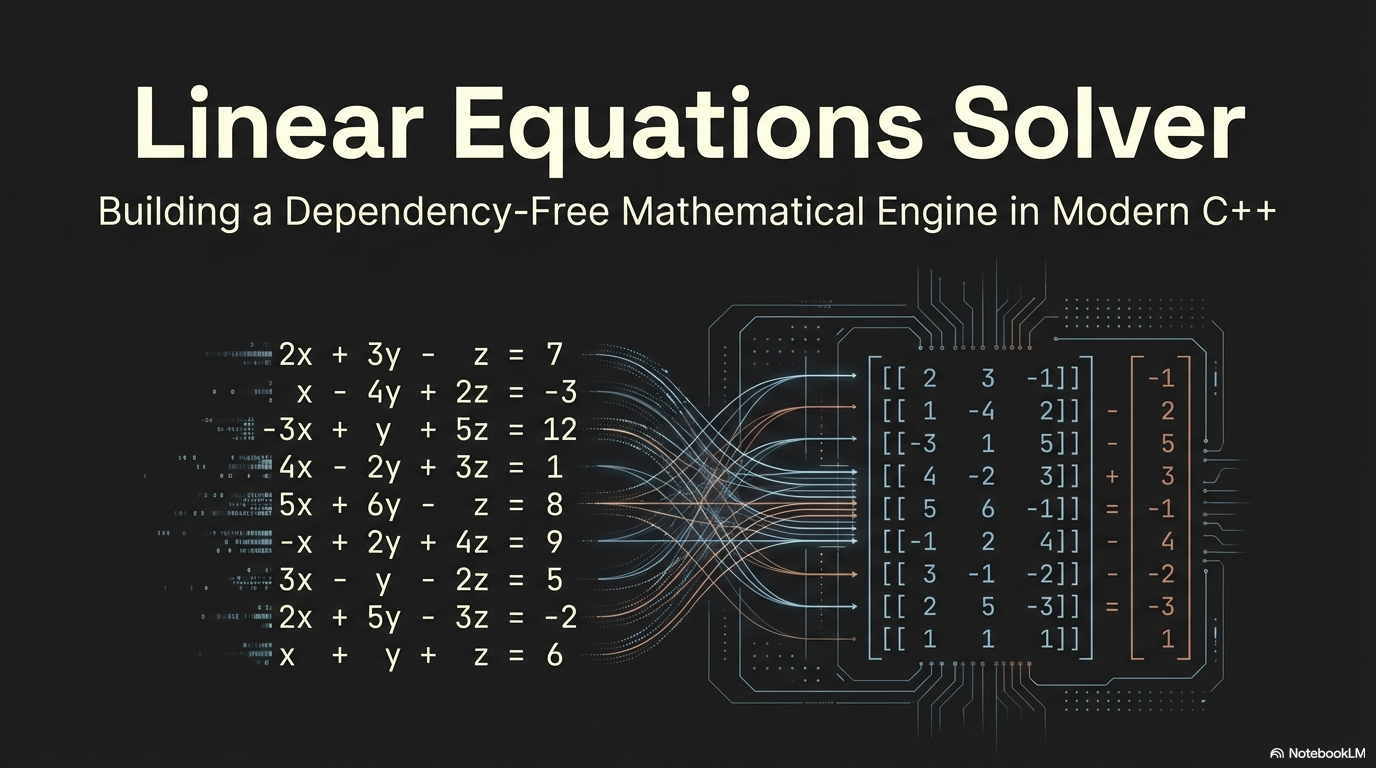 Linear Equations Solver
Building a Dependency-Free Mathematical Engine in Modern C++
2x + 3y - z = 7
x - 4y + 2z = -3
-3x + y + 5z = 12
4x - 2y + 3z = 1
5x + 6y - z = 8
-x + 2y + 4z = 9
3x - y - 2z = 5
2x + 5y - 3z = -2
x + y + z = 6
[[ 2 3 -1]] -1
[[ 1 -4 2]] - 2
[[-3 1 5]] - 5
[[ 4 -2 3]] + 3
[[ 5 6 -1]] = -1
[[-1 2 4]] - 4
[[ 3 -1 -2]] - -2
[[ 2 5 -3]] = -3
[[ 1 1 1]] 1
NotebookLM